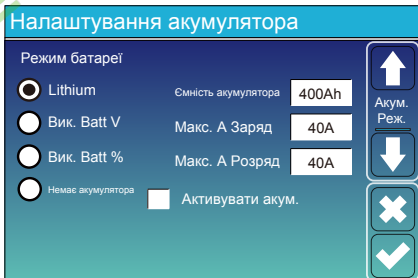 Налаштування акумулятора
Режим батареї
Lithium
Ємність акумулятора 400Ah
Вик. Batt V
Макс. А Заряд 40A
Вик. Batt %
Макс. А Розряд 40A
Немає акумулятора
Активувати акум.
Акум.
Реж.